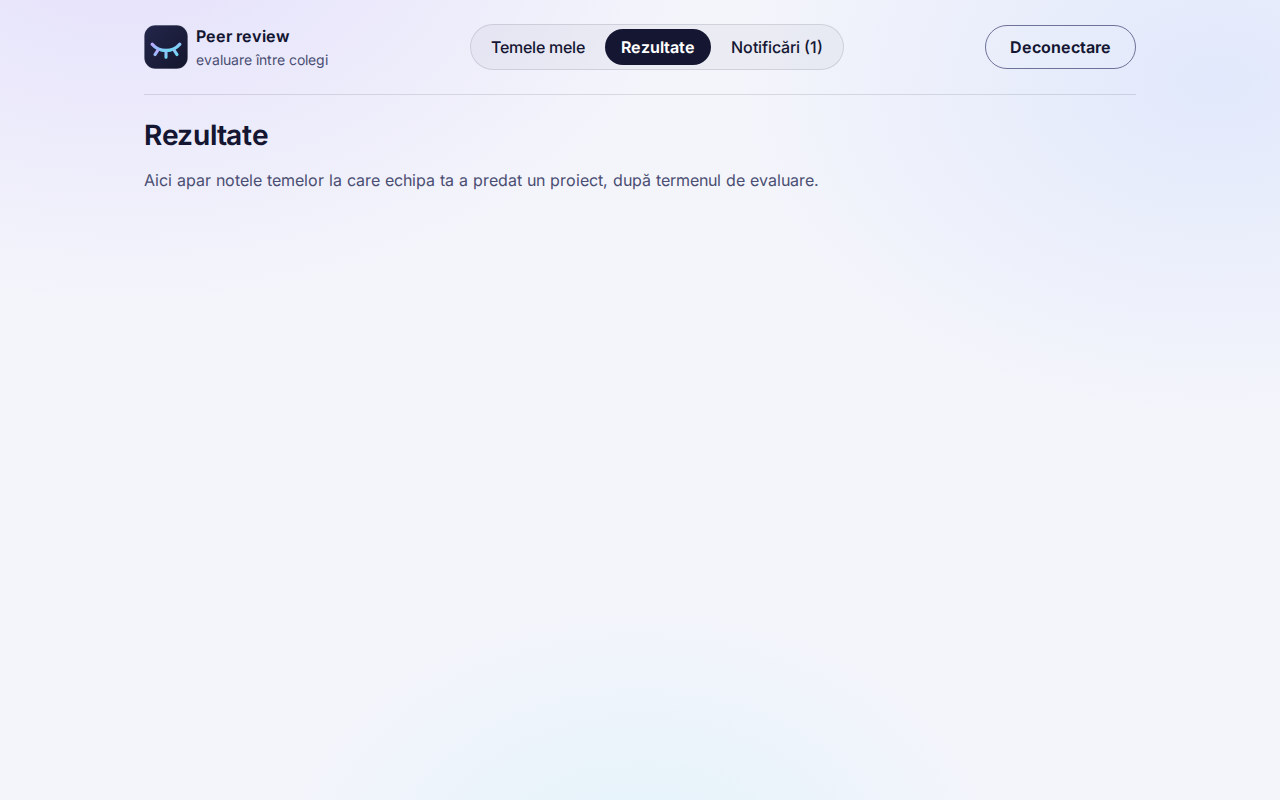 Peer review
evaluare între colegi
Temele mele
Rezultate
Notificări (1)
Deconectare
Rezultate
Aici apar notele temelor la care echipa ta a predat un proiect, după termenul de evaluare.